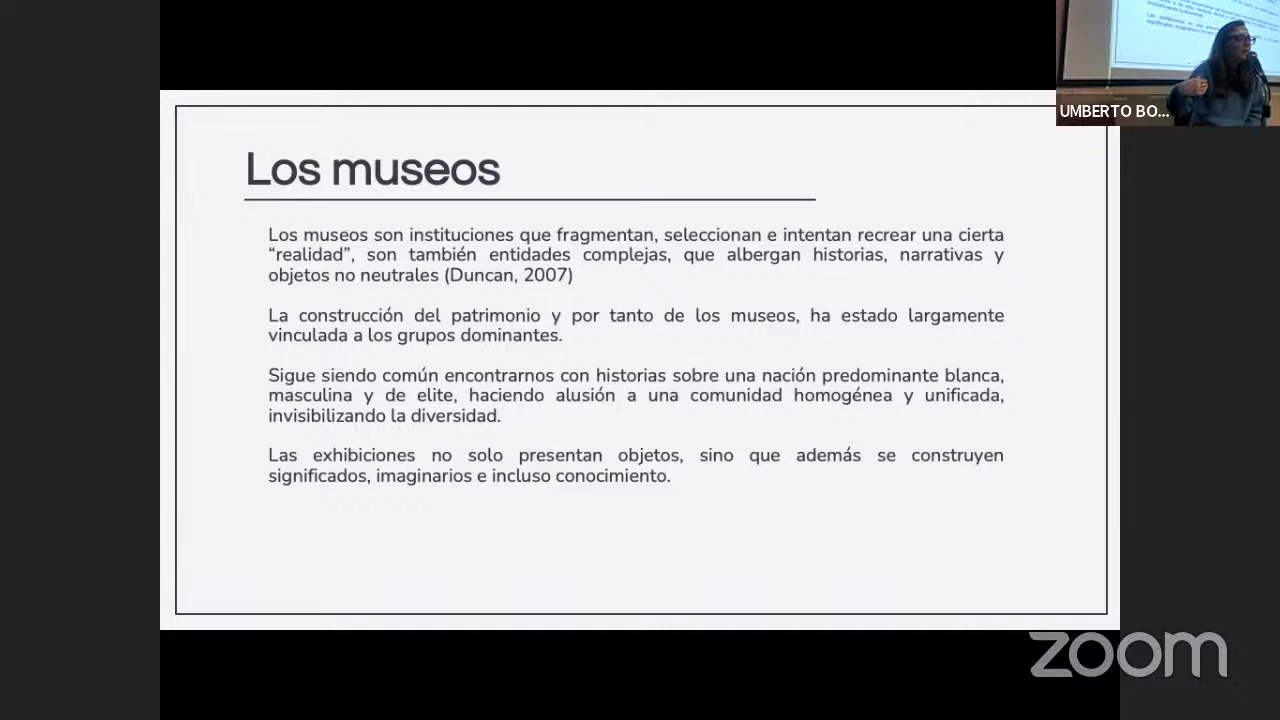 UMBERTO BO...
Los museos
Los museos son instituciones que fragmentan, seleccionan e intentan recrear una cierta
“realidad”, son también entidades complejas, que albergan historias, narrativas y
objetos no neutrales (Duncan, 2007)
La construcción del patrimonio y por tanto de los museos, ha estado largamente
vinculada a los grupos dominantes.
Sigue siendo común encontrarnos con historias sobre una nación predominante blanca,
masculina y de elite, haciendo alusión a una comunidad homogénea y unificada,
invisibilizando la diversidad.
Las exhibiciones no solo presentan objetos, sino que además se construyen
significados, imaginarios e incluso conocimiento.
zoom